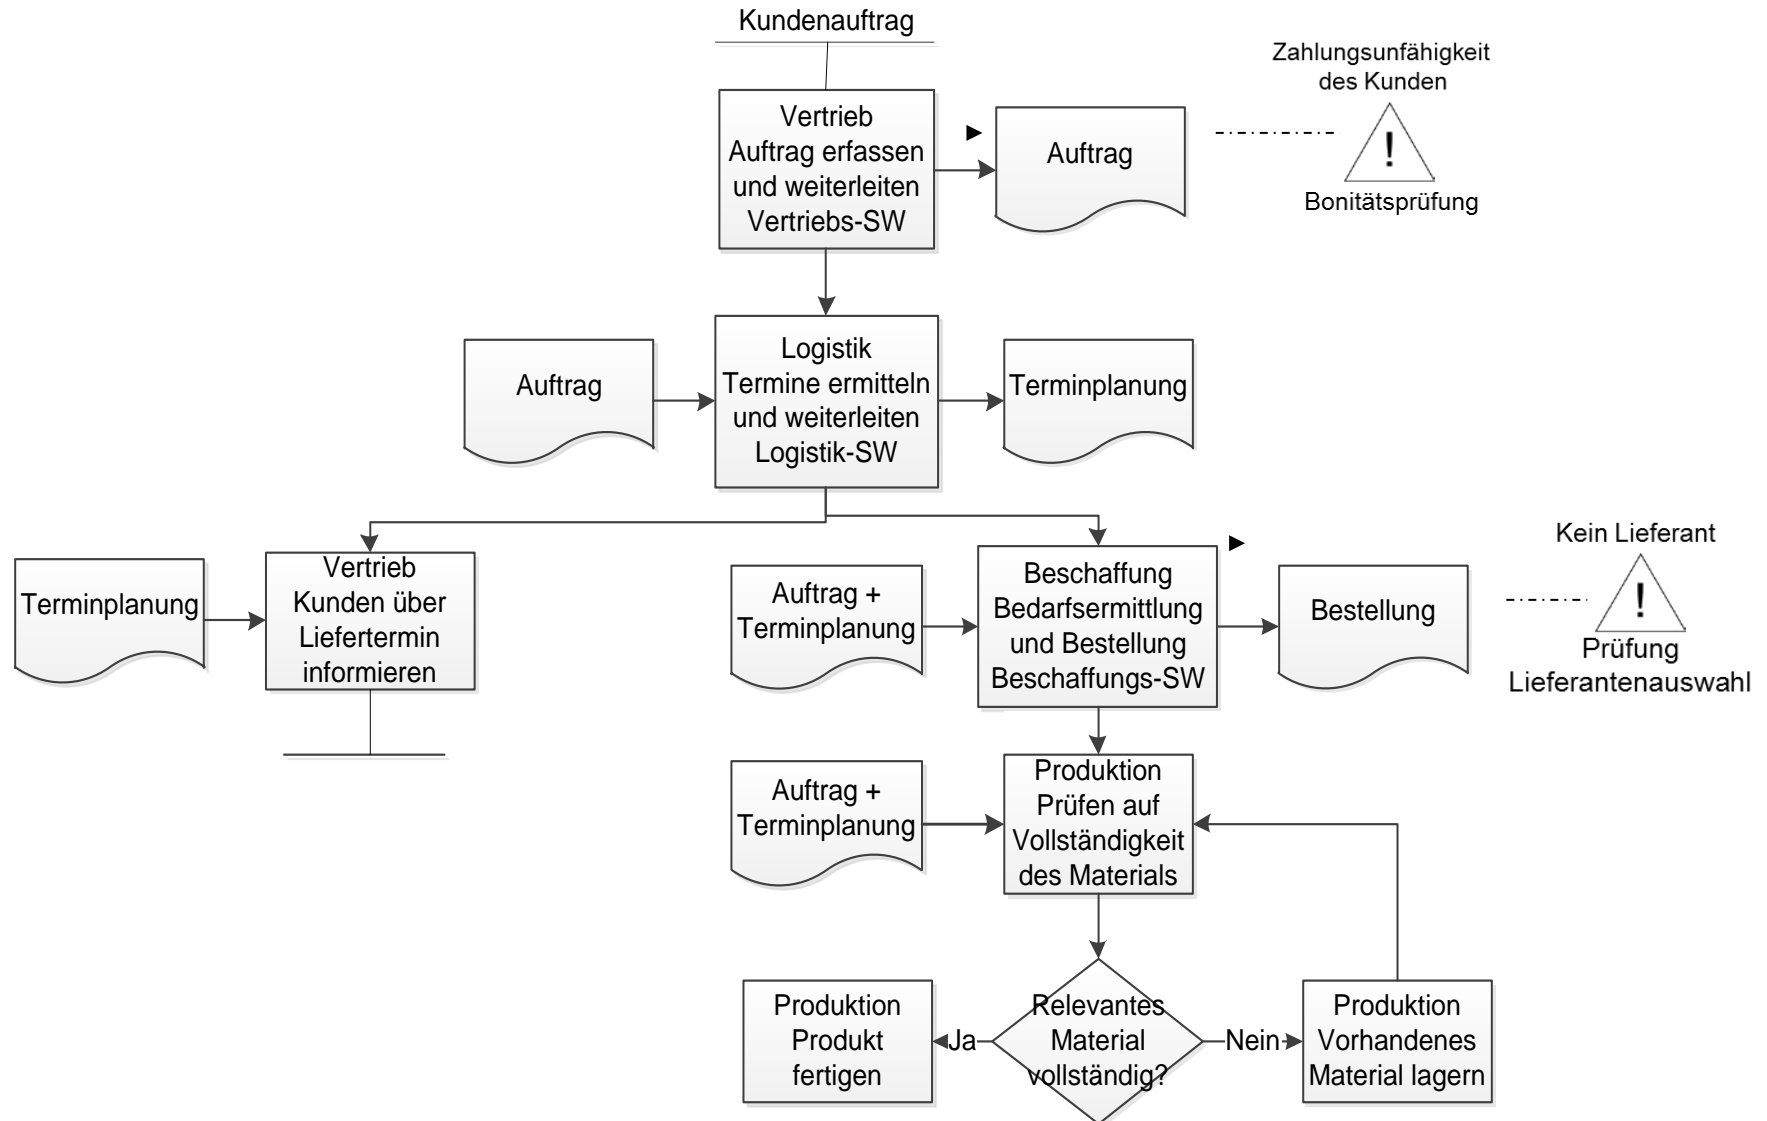 Kundenauftrag
Zahlungsunfähigkeit
des Kunden
!
Bonitätsprüfung
Vertrieb
Auftrag erfassen
und weiterleiten
Vertriebs-SW
Auftrag
Auftrag
Logistik
Termine ermitteln
und weiterleiten
Logistik-SW
Terminplanung
Terminplanung
Vertrieb
Kunden über
Liefertermin
informieren
Auftrag +
Terminplanung
Beschaffung
Bedarfsermittlung
und Bestellung
Beschaffungs-SW
Bestellung
Kein Lieferant
!
Prüfung
Lieferantenauswahl
Auftrag +
Terminplanung
Produktion
Prüfen auf
Vollständigkeit
des Materials
Produktion
Produkt
fertigen
Ja
Relevantes
Material
vollständig?
Nein
Produktion
Vorhandenes
Material lagern